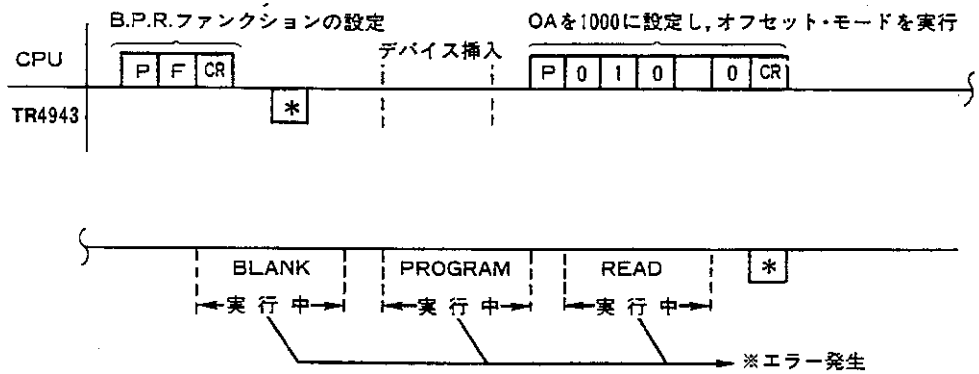 B.P.R.ファンクションの設定
OAを1000に設定し,オフセット・モードを実行
デバイス挿入
CPU
P F CR
P 0 1 0 0 CR
TR4943
*
BLANK PROGRAM READ *
実行中 実行中 実行中
※エラー発生